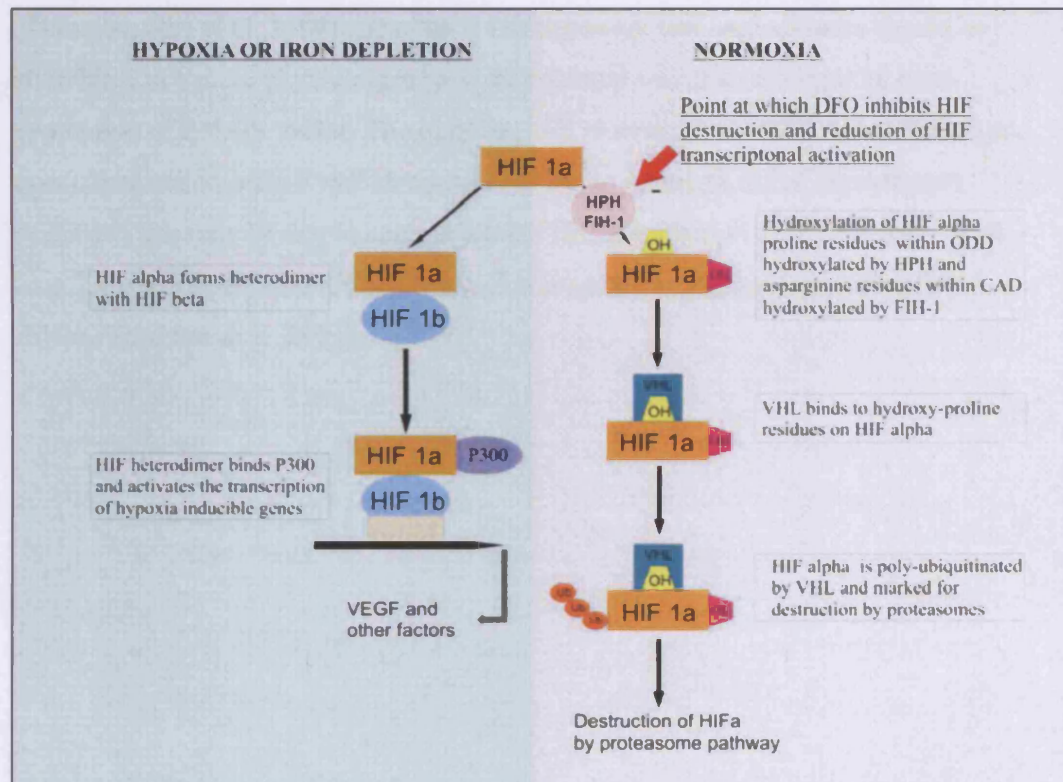 HYPOXIA OR IRON DEPLETION
NORMOXIA
Point at which DFO inhibits HIF
destruction and reduction of HIF
transcriptonal activation
HIF 1a
HPH
FIH-1
OH
HIF 1a
Hydroxylation of HIF alpha
proline residues within ODD
hydroxylated by HPH and
asparginine residues within CAD
hydroxylated by FIH-1
HIF alpha forms heterodimer
with HIF beta
HIF 1a
HIF 1b
VHL
OH
HIF 1a
VHL binds to hydroxy-proline
residues on HIF alpha
HIF heterodimer binds P300
and activates the transcription
of hypoxia inducible genes
HIF 1a
P300
HIF 1b
VHL
OH
HIF 1a
Ub
Ub
Ub
HIF alpha is poly-ubiquitinated
by VHL and marked for
destruction by proteasomes
VEGF and
other factors
Destruction of HIFa
by proteasome pathway